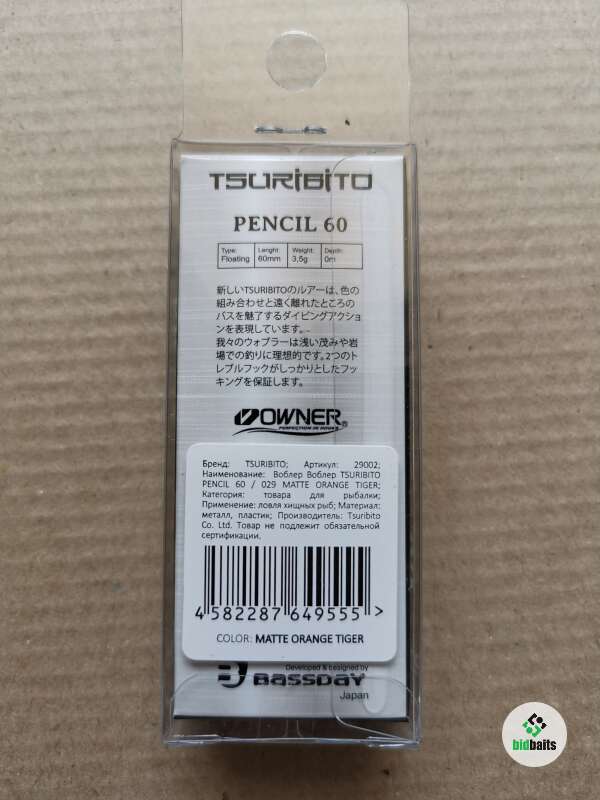 TSURIBITO
PENCIL 60
Type: Lenght: Weight: Depth:
Floating 60mm 3,5g 0m
新しいTSURIBITOのルアーは、色の
組み合わせと遠く離れたところの
バスを魅了するダイビングアクショ
ンを表現しています。-
我々のウォブラーは浅い茂みや岩
場での釣りに理想的です。2つのト
レブルフックがしっかりとしたフッ
キングを保証します。
OWNER®
PERFECTION IN HOOKS
Бренд: TSURIBITO; Артикул: 29002;
Наименование: Воблер Воблер TSURIBITO
PENCIL 60 / 029 MATTE ORANGE TIGER;
Категория: товара для рыбалки;
Применение: ловля хищных рыб; Материал:
металл, пластик; Производитель: Tsuribito
Co. Ltd. Товар не подлежит обязательной
сертификации.
4 582287 649555 >
COLOR: MATTE ORANGE TIGER
Developed & designed by
BASSDAY
Japan
bidbaits